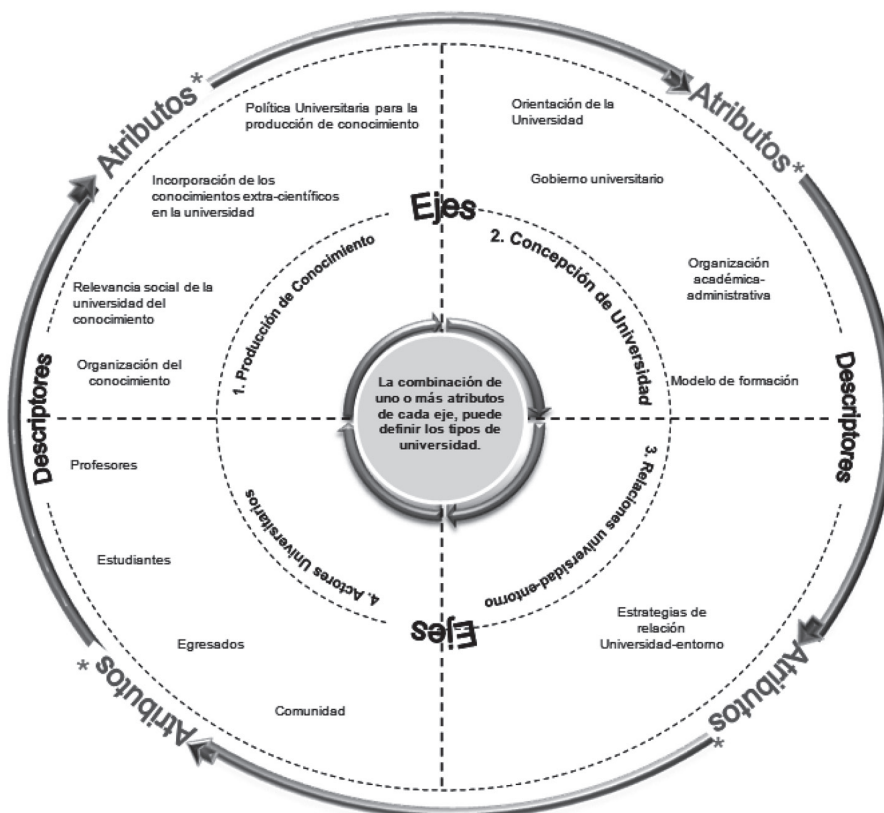 Atributos*
Atributos*
Política Universitaria para la
producción de conocimiento
Orientación de la
Universidad
Incorporación de los
conocimientos extra-científicos
en la universidad
Gobierno universitario
Ejes
1. Producción de Conocimiento
2. Concepción de Universidad
Relevancia social de la
universidad del
conocimiento
Organización
académica-
administrativa
Organización del
conocimiento
Modelo de formación
Descriptores
Descriptores
La combinación de
uno o más atributos
de cada eje, puede
definir los tipos de
universidad.
Profesores
Estudiantes
Egresados
Comunidad
4. Actores Universitarios
3. Relaciones universidad-entorno
Ejes
Estrategias de
relación
Universidad-entorno
Atributos*
Atributos*